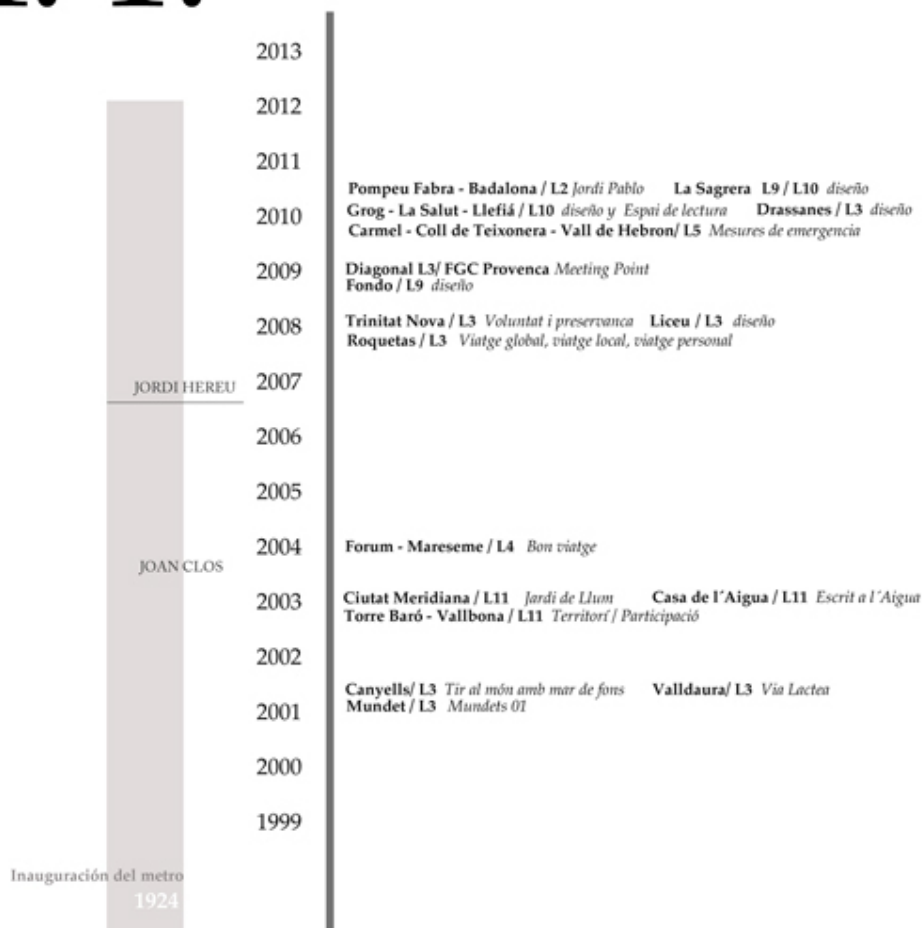 2013
2012
2011
Pompeu Fabra - Badalona / L2 Jordi Pablo La Sagrera L9 / L10 diseño
2010 Grog - La Salut - Llefiá / L10 diseño y Espai de lectura Drassanes / L3 diseño
Carmel - Coll de Teixonera - Vall de Hebron/ L5 Mesures de emergencia
2009 Diagonal L3/ FGC Provenca Meeting Point
Fondo / L9 diseño
2008 Trinitat Nova / L3 Voluntat i preservanca Liceu / L3 diseño
Roquetas / L3 Viatge global, viatge local, viatge personal
JORDI HEREU 2007
2006
2005
2004 Forum - Mareseme / L4 Bon viatge
JOAN CLOS
2003 Ciutat Meridiana / L11 Jardi de Llum Casa de l´Aigua / L11 Escrit a l´Aigua
Torre Baró - Vallbona / L11 Territorí / Participació
2002
Canyells/ L3 Tir al món amb mar de fons Valldaura/ L3 Via Lactea
2001 Mundet / L3 Mundets 01
2000
1999
Inauguración del metro
1924